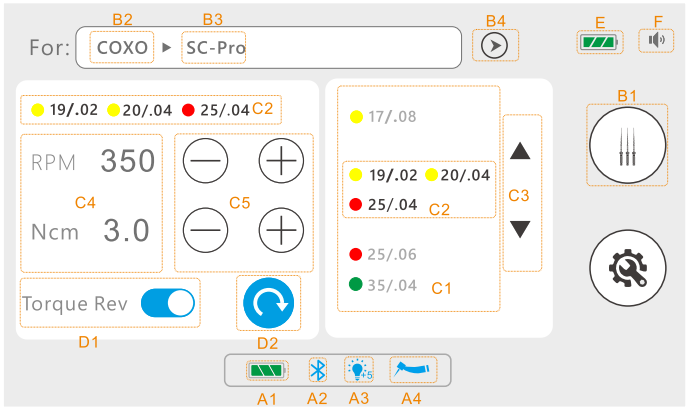 B2 B3 B4 E F
For: COXO ▶ SC-Pro
B1
19/.02 20/.04 25/.04 C2
RPM 350
C4 C5
Ncm 3.0
Torque Rev
D1 D2
17/.08
19/.02 20/.04
25/.04 C2
C3
25/.06
35/.04 C1
+5
A1 A2 A3 A4